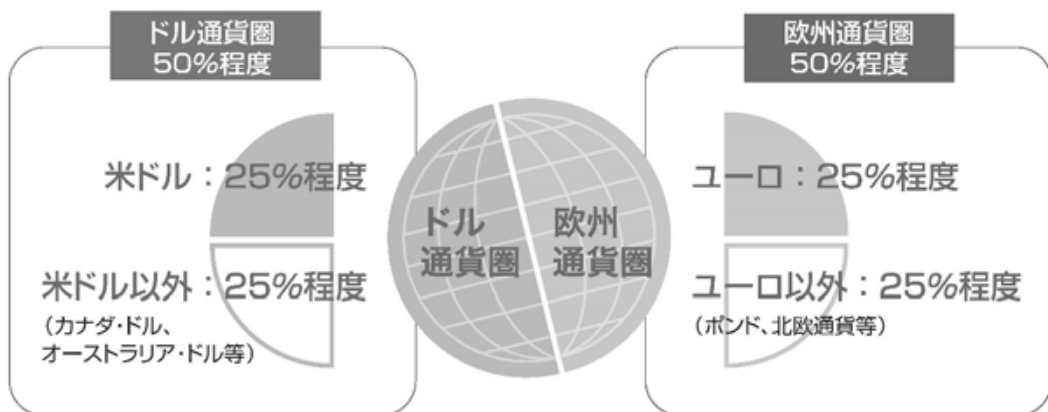 ドル通貨圏
50%程度
米ドル：25%程度
米ドル以外：25%程度
（カナダ・ドル、
オーストラリア・ドル等）
ドル
通貨圏
欧州
通貨圏
欧州通貨圏
50%程度
ユーロ：25%程度
ユーロ以外：25%程度
（ポンド、北欧通貨等）